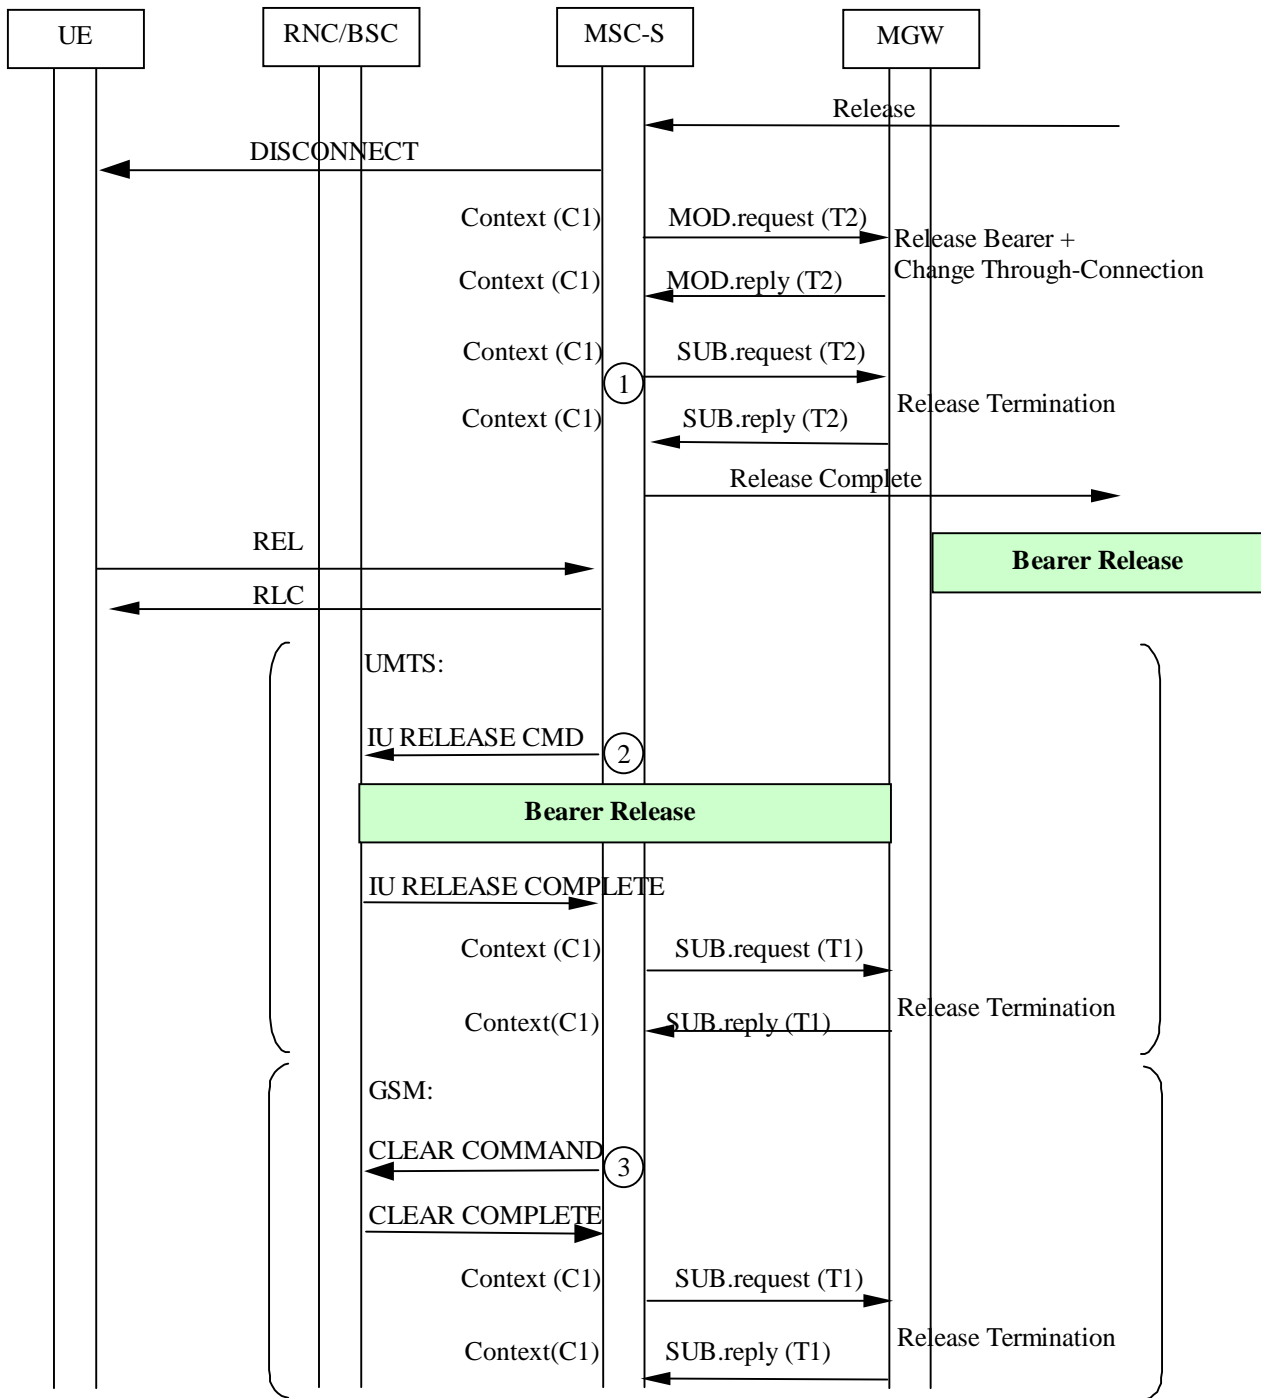 UE
RNC/BSC
MSC-S
MGW
Release
DISCONNECT
Context (C1)
MOD.request (T2)
Release Bearer +
Change Through-Connection
Context (C1)
MOD.reply (T2)
Context (C1)
SUB.request (T2)
1
Release Termination
Context (C1)
SUB.reply (T2)
Release Complete
REL
Bearer Release
RLC
UMTS:
IU RELEASE CMD
2
Bearer Release
IU RELEASE COMPLETE
Context (C1)
SUB.request (T1)
Release Termination
Context(C1)
SUB.reply (T1)
GSM:
CLEAR COMMAND
3
CLEAR COMPLETE
Context (C1)
SUB.request (T1)
Release Termination
Context(C1)
SUB.reply (T1)